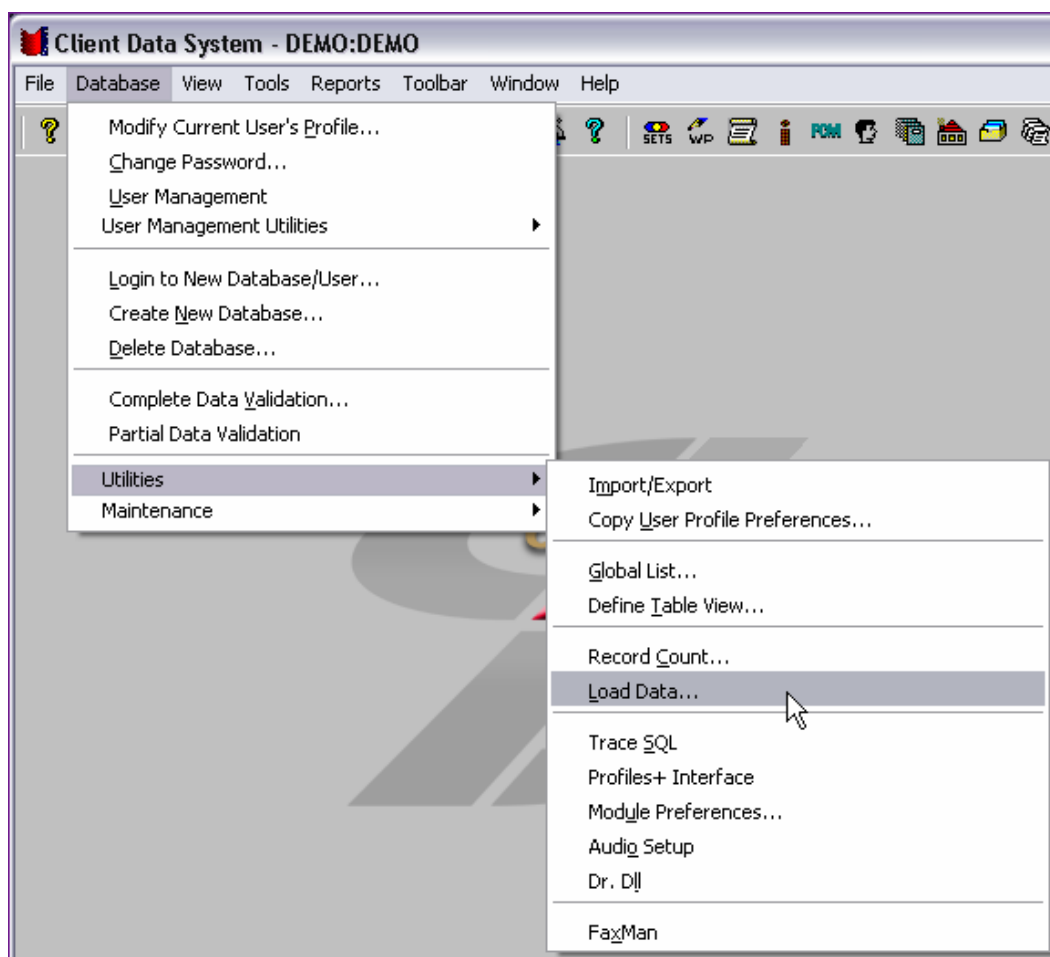 Client Data System - DEMO:DEMO
File Database View Tools Reports Toolbar Window Help
SETS WP POM
Modify Current User's Profile...
Change Password...
User Management
User Management Utilities
Login to New Database/User...
Create New Database...
Delete Database...
Complete Data Validation...
Partial Data Validation
Utilities
Maintenance
Import/Export
Copy User Profile Preferences...
Global List...
Define Table View...
Record Count...
Load Data...
Trace SQL
Profiles+ Interface
Module Preferences...
Audio Setup
Dr. Dll
FaxMan